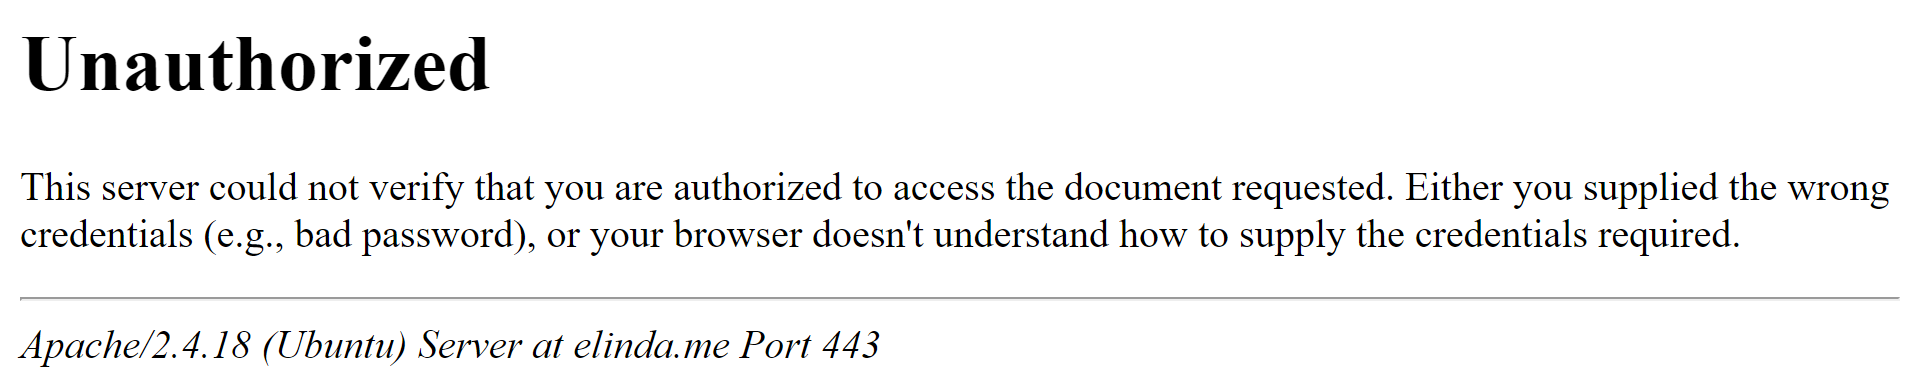 Unauthorized
This server could not verify that you are authorized to access the document requested. Either you supplied the wrong
credentials (e.g., bad password), or your browser doesn't understand how to supply the credentials required.
Apache/2.4.18 (Ubuntu) Server at elinda.me Port 443